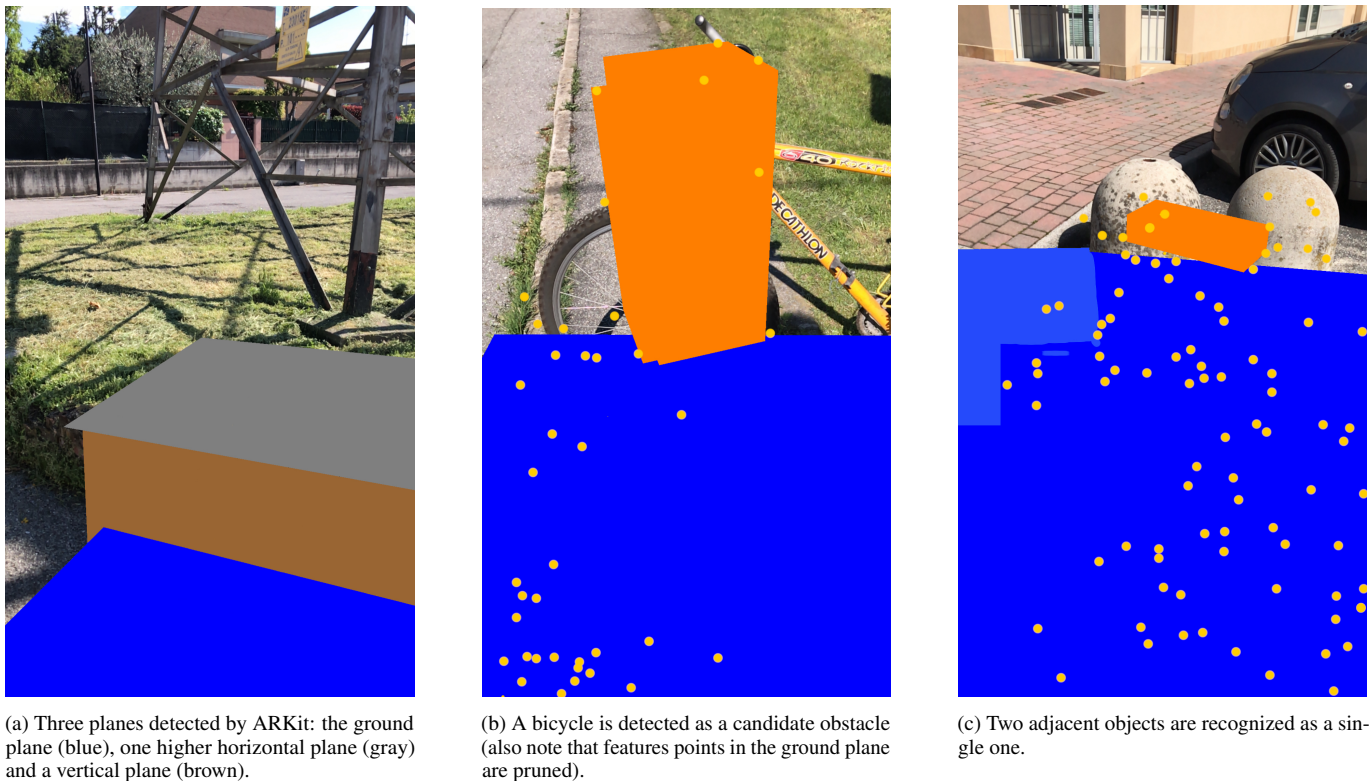 40
DECATHLON
(a) Three planes detected by ARKit: the ground
plane (blue), one higher horizontal plane (gray)
and a vertical plane (brown).
(b) A bicycle is detected as a candidate obstacle
(also note that features points in the ground plane
are pruned).
(c) Two adjacent objects are recognized as a sin-
gle one.